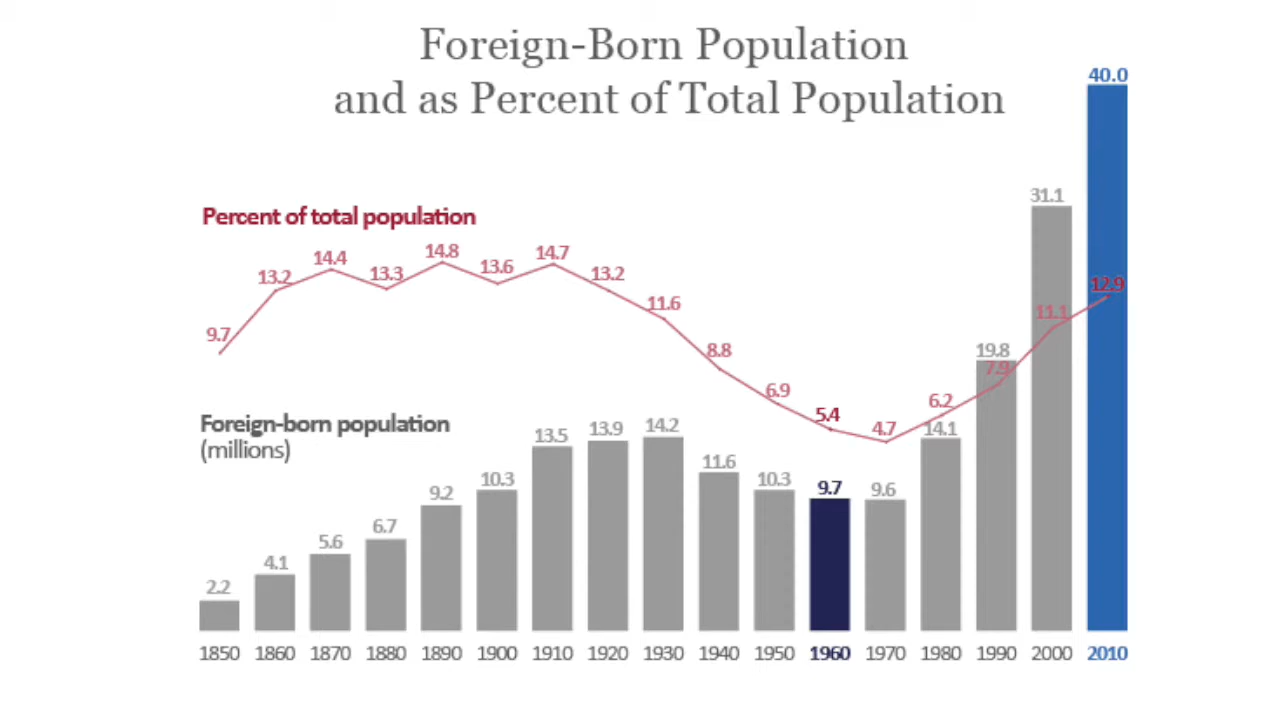 Foreign-Born Population
and as Percent of Total Population
40.0
31.1
Percent of total population
9.7 13.2 14.4 13.3 14.8 13.6 14.7 13.2 11.6 8.8 6.9 5.4 4.7 6.2 7.9 11.1 12.9
Foreign-born population
(millions)
2.2 4.1 5.6 6.7 9.2 10.3 13.5 13.9 14.2 11.6 10.3 9.7 9.6 14.1 19.8
1850 1860 1870 1880 1890 1900 1910 1920 1930 1940 1950 1960 1970 1980 1990 2000 2010